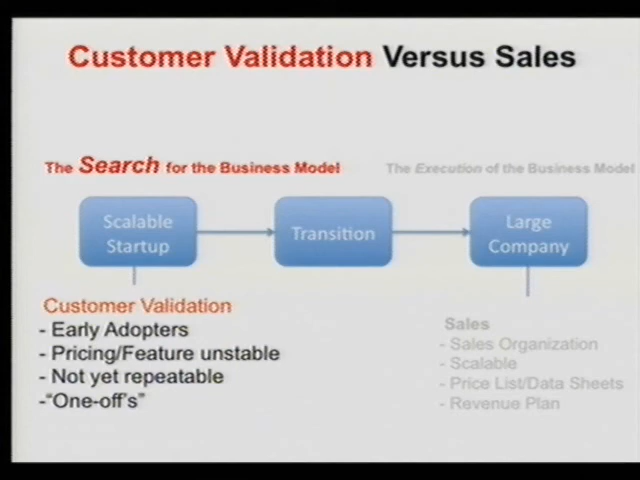 Customer Validation Versus Sales
The Search for the Business Model
The Execution of the Business Model
Scalable
Startup
Transition
Large
Company
Customer Validation
- Early Adopters
- Pricing/Feature unstable
- Not yet repeatable
-“One-off’s”
Sales
- Sales Organization
- Scalable
- Price List/Data Sheets
- Revenue Plan